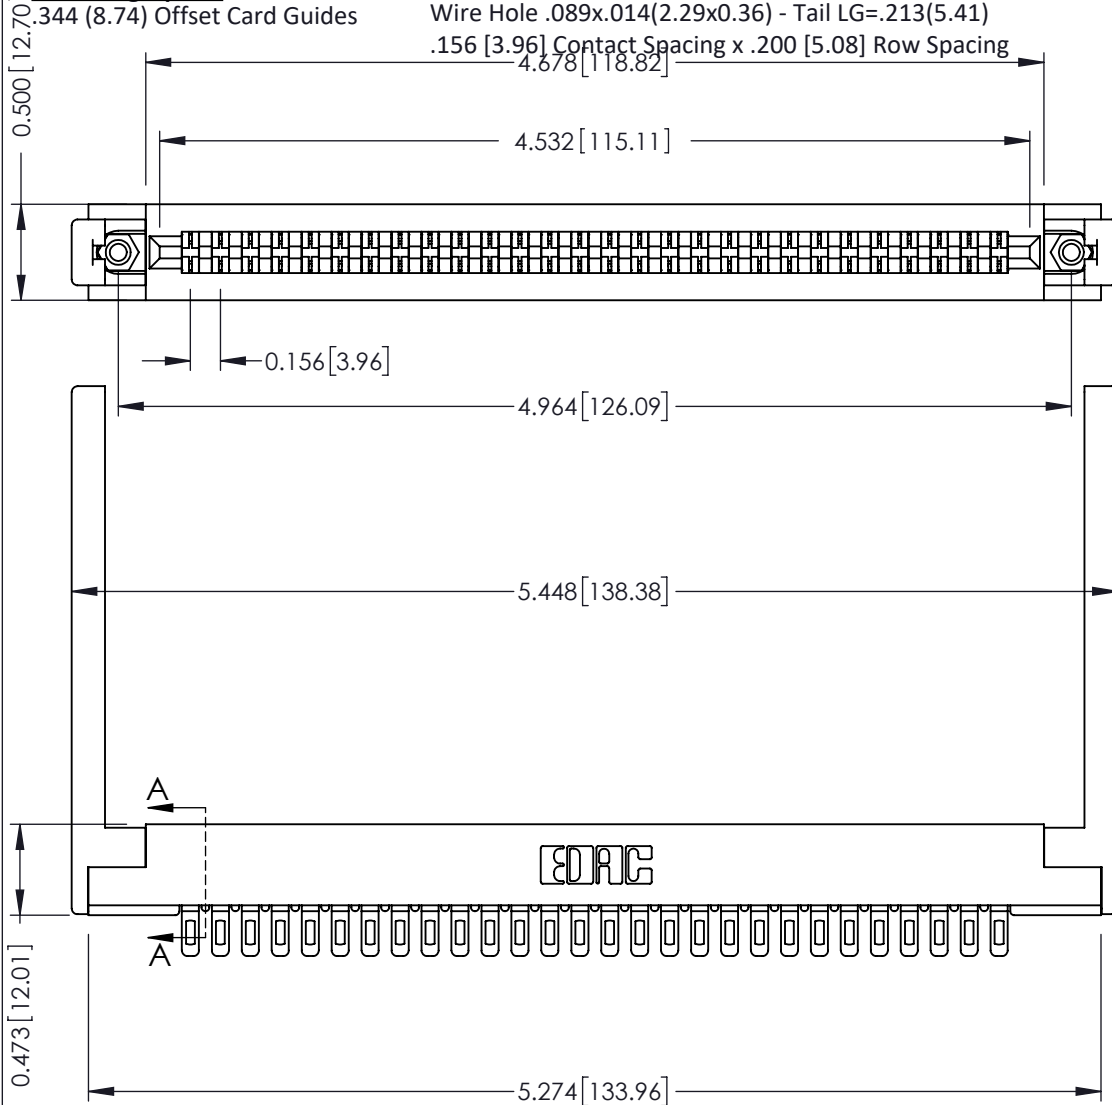 .344 (8.74) Offset Card Guides
Wire Hole .089x.014(2.29x0.36) - Tail LG=.213(5.41)
.156 [3.96] Contact Spacing x .200 [5.08] Row Spacing
0.500 [12.70
4.678 [118.82]
4.532 [115.11]
0.156 [3.96]
4.964 [126.09]
5.448 [138.38]
A
EDAC
A
0.473 [12.01]
5.274 [133.96]